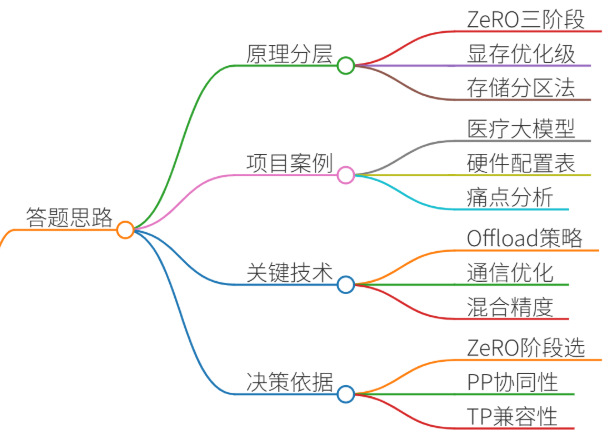 答题思路
原理分层
ZeRO三阶段
显存优化级
存储分区法
项目案例
医疗大模型
硬件配置表
痛点分析
关键技术
Offload策略
通信优化
混合精度
决策依据
ZeRO阶段选
PP协同性
TP兼容性